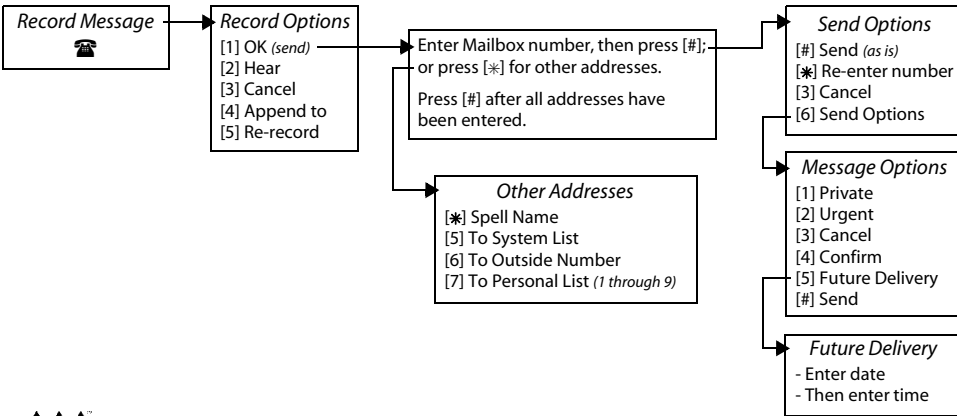 Record Message
Record Options
[1] OK (send)
[2] Hear
[3] Cancel
[4] Append to
[5] Re-record
Enter Mailbox number, then press [#];
or press [✳] for other addresses.
Press [#] after all addresses have
been entered.
Other Addresses
[✱] Spell Name
[5] To System List
[6] To Outside Number
[7] To Personal List (1 through 9)
Send Options
[#] Send (as is)
[✱] Re-enter number
[3] Cancel
[6] Send Options
Message Options
[1] Private
[2] Urgent
[3] Cancel
[4] Confirm
[5] Future Delivery
[#] Send
Future Delivery
- Enter date
- Then enter time